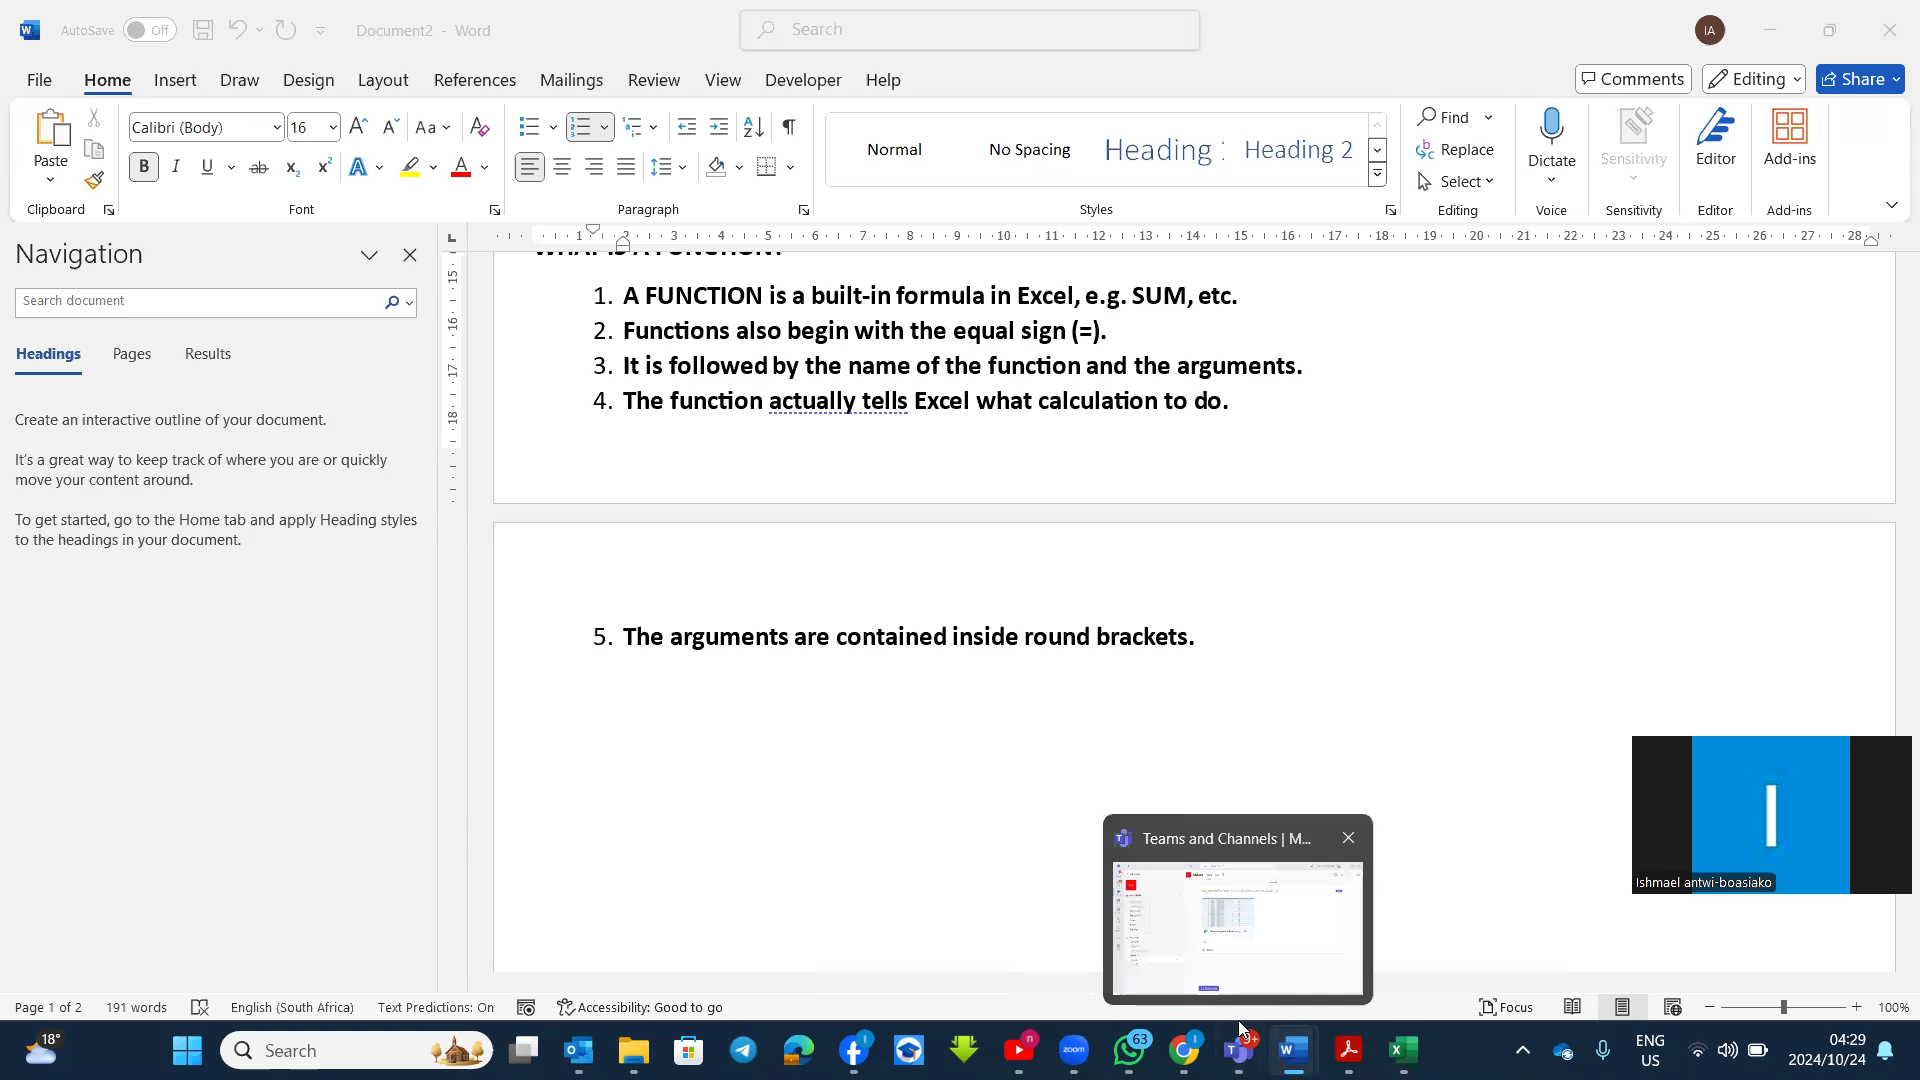 AutoSave Off Document2 - Word Search IA
File Home Insert Draw Design Layout References Mailings Review View Developer Help Comments Editing Share
Paste Calibri (Body) 16 Aa Normal No Spacing Heading 1 Heading 2 Find Replace Select Dictate Sensitivity Editor Add-ins
Clipboard Font Paragraph Styles Editing Voice Sensitivity Editor Add-ins
Navigation
Search document
Headings Pages Results
Create an interactive outline of your document.
It's a great way to keep track of where you are or quickly
move your content around.
To get started, go to the Home tab and apply Heading styles
to the headings in your document.
WHAT IS A FUNCTION?
1. A FUNCTION is a built-in formula in Excel, e.g. SUM, etc.
2. Functions also begin with the equal sign (=).
3. It is followed by the name of the function and the arguments.
4. The function actually tells Excel what calculation to do.
5. The arguments are contained inside round brackets.
Teams and Channels | M...
I
Ishmael antwi-boasiako
Page 1 of 2 191 words English (South Africa) Text Predictions: On Accessibility: Good to go Focus 100%
18° Search zoom 63 9+ ENG US 04:29 2024/10/24